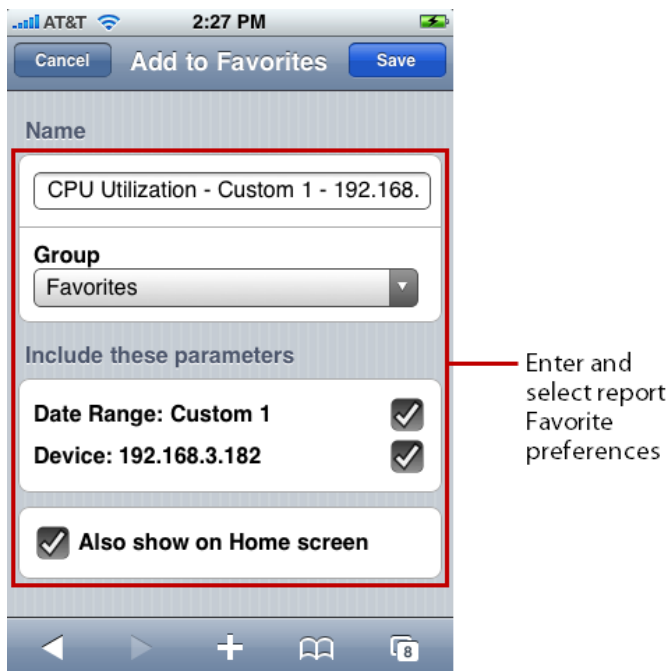 AT&T 2:27 PM
Cancel Add to Favorites Save
Name
CPU Utilization - Custom 1 - 192.168.
Group
Favorites
Include these parameters
Date Range: Custom 1
Device: 192.168.3.182
Also show on Home screen
8
Enter and
select report
Favorite
preferences